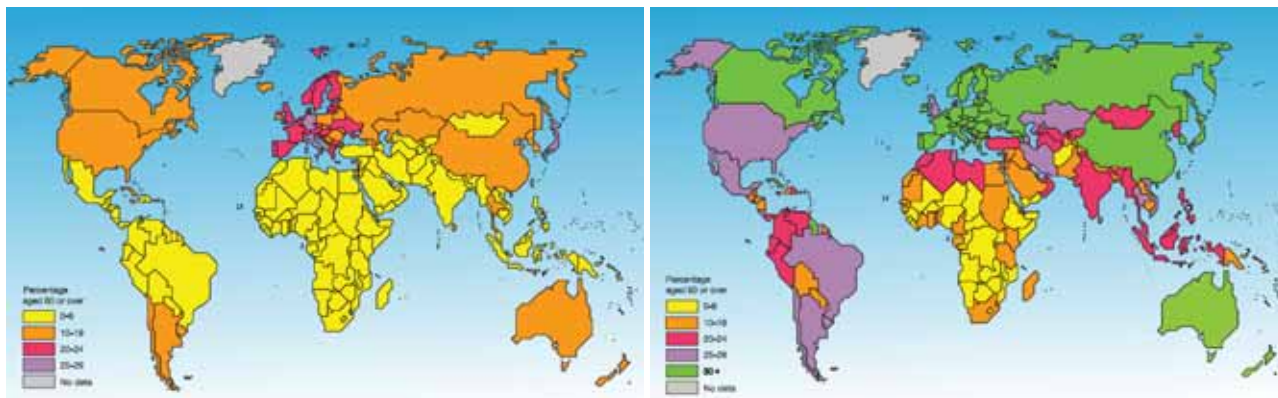 Percentage
aged 60 or over
0–9
10–19
20–24
25–29
No data
Percentage
aged 60 or over
0–9
10–19
20–24
25–29
30+
No data